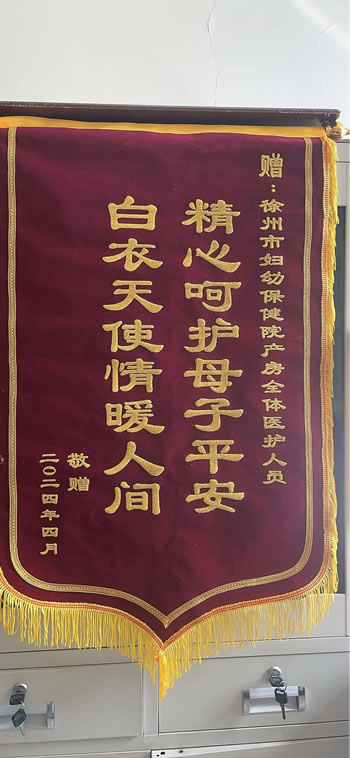 赠：徐州市妇幼保健院产房全体医护人员
精心呵护母子平安
白衣天使情暖人间
敬赠
二〇二四年四月